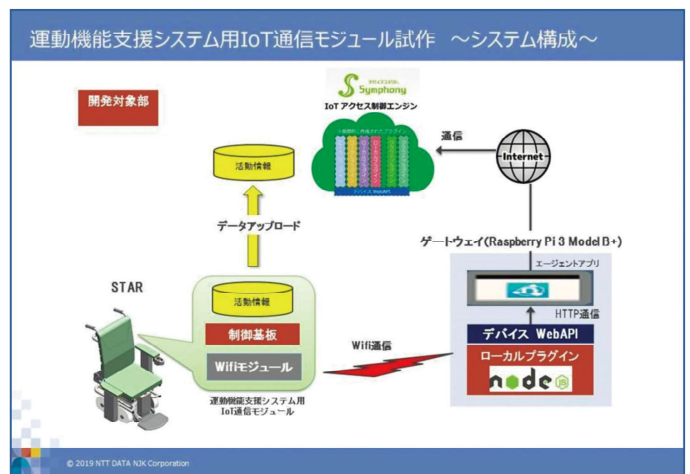 運動機能支援システム用IoT通信モジュール試作 ～システム構成～
開発対象部
Symphony
IoT アクセス制御エンジン
デバイス WebAPI
通信
Internet
活動情報
データアップロード
ゲートウェイ(Raspberry Pi 3 Model B+)
エージェントアプリ
HTTP通信
デバイス WebAPI
ローカルプラグイン
node
JS
STAR
活動情報
制御基板
Wifiモジュール
Wifi通信
運動機能支援システム用
IoT通信モジュール
© 2019 NTT DATA NJK Corporation